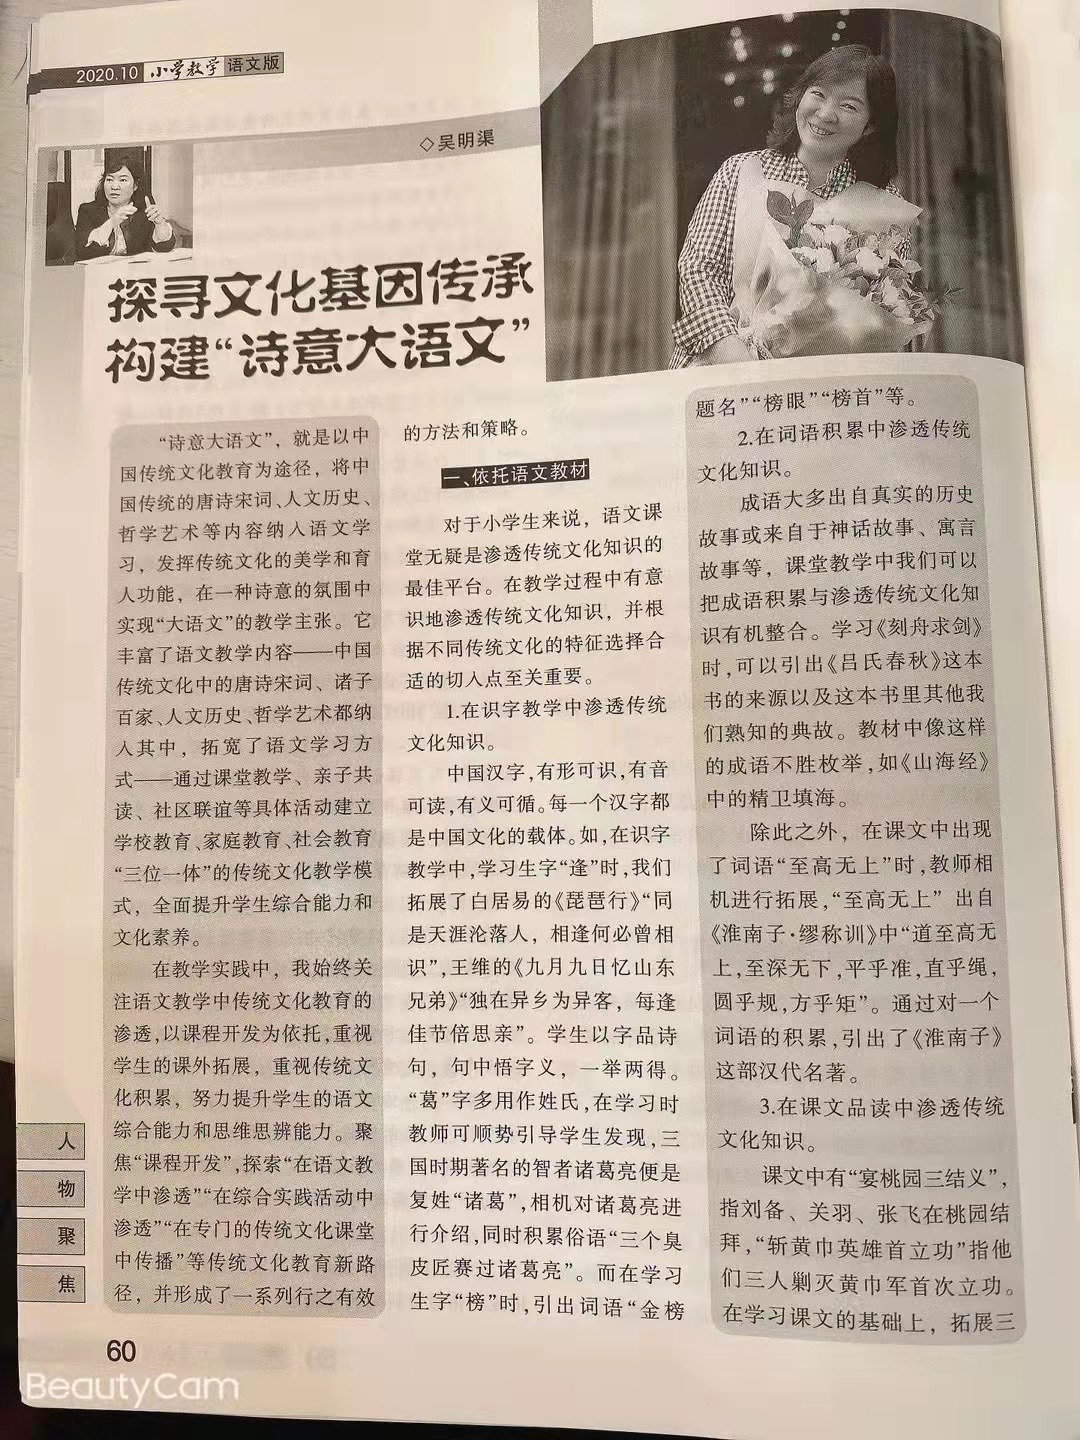 2020.10 小学教学 语文版
◇吴明渠
探寻文化基因传承
构建“诗意大语文”
“诗意大语文”，就是以中
国传统文化教育为途径，将中
国传统的唐诗宋词、人文历史、
哲学艺术等内容纳入语文学
习，发挥传统文化的美学和育
人功能，在一种诗意的氛围中
实现“大语文”的教学主张。它
丰富了语文教学内容——中国
传统文化中的唐诗宋词、诸子
百家、人文历史、哲学艺术都纳
入其中，拓宽了语文学习方
式——通过课堂教学、亲子共
读、社区联谊等具体活动建立
学校教育、家庭教育、社会教育
“三位一体”的传统文化教学模
式，全面提升学生综合能力和
文化素养。
在教学实践中，我始终关
注语文教学中传统文化教育的
渗透，以课程开发为依托，重视
学生的课外拓展，重视传统文
化积累，努力提升学生的语文
综合能力和思维思辨能力。聚
焦“课程开发”，探索“在语文教
学中渗透”“在综合实践活动中
渗透”“在专门的传统文化课堂
中传播”等传统文化教育新路
径，并形成了一系列行之有效
的方法和策略。
一、依托语文教材
对于小学生来说，语文课
堂无疑是渗透传统文化知识的
最佳平台。在教学过程中有意
识地渗透传统文化知识，并根
据不同传统文化的特征选择合
适的切入点至关重要。
1.在识字教学中渗透传统
文化知识。
中国汉字，有形可识，有音
可读，有义可循。每一个汉字都
是中国文化的载体。如，在识字
教学中，学习生字“逢”时，我们
拓展了白居易的《琵琶行》“同
是天涯沦落人，相逢何必曾相
识”，王维的《九月九日忆山东
兄弟》“独在异乡为异客，每逢
佳节倍思亲”。学生以字品诗
句，句中悟字义，一举两得。
“葛”字多用作姓氏，在学习时
教师可顺势引导学生发现，三
国时期著名的智者诸葛亮便是
复姓“诸葛”，相机对诸葛亮进
行介绍，同时积累俗语“三个臭
皮匠赛过诸葛亮”。而在学习
生字“榜”时，引出词语“金榜
题名”“榜眼”“榜首”等。
2.在词语积累中渗透传统
文化知识。
成语大多出自真实的历史
故事或来自于神话故事、寓言
故事等，课堂教学中我们可以
把成语积累与渗透传统文化知
识有机整合。学习《刻舟求剑》
时，可以引出《吕氏春秋》这本
书的来源以及这本书里其他我
们熟知的典故。教材中像这样
的成语不胜枚举，如《山海经》
中的精卫填海。
除此之外，在课文中出现
了词语“至高无上”时，教师相
机进行拓展，“至高无上”出自
《淮南子·缪称训》中“道至高无
上，至深无下，平乎准，直乎绳，
圆乎规，方乎矩”。通过对一个
词语的积累，引出了《淮南子》
这部汉代名著。
3.在课文品读中渗透传统
文化知识。
课文中有“宴桃园三结义”，
指刘备、关羽、张飞在桃园结
拜，“斩黄巾英雄首立功”指他
们三人剿灭黄巾军首次立功。
在学习课文的基础上，拓展三
人
物
聚
焦
60
BeautyCam